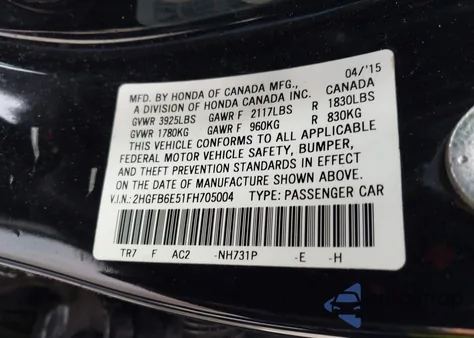 MFD. BY HONDA OF CANADA MFG., 04/'15
A DIVISION OF HONDA CANADA INC. CANADA
GVWR 3925LBS GAWR F 2117LBS R 1830LBS
GVWR 1780KG GAWR F 960KG R 830KG
THIS VEHICLE CONFORMS TO ALL APPLICABLE
FEDERAL MOTOR VEHICLE SAFETY, BUMPER,
AND THEFT PREVENTION STANDARDS IN EFFECT
ON THE DATE OF MANUFACTURE SHOWN ABOVE.
V.I.N.: 2HGFB6E51FH705004 TYPE: PASSENGER CAR
TR7 F AC2 -NH731P -E -H